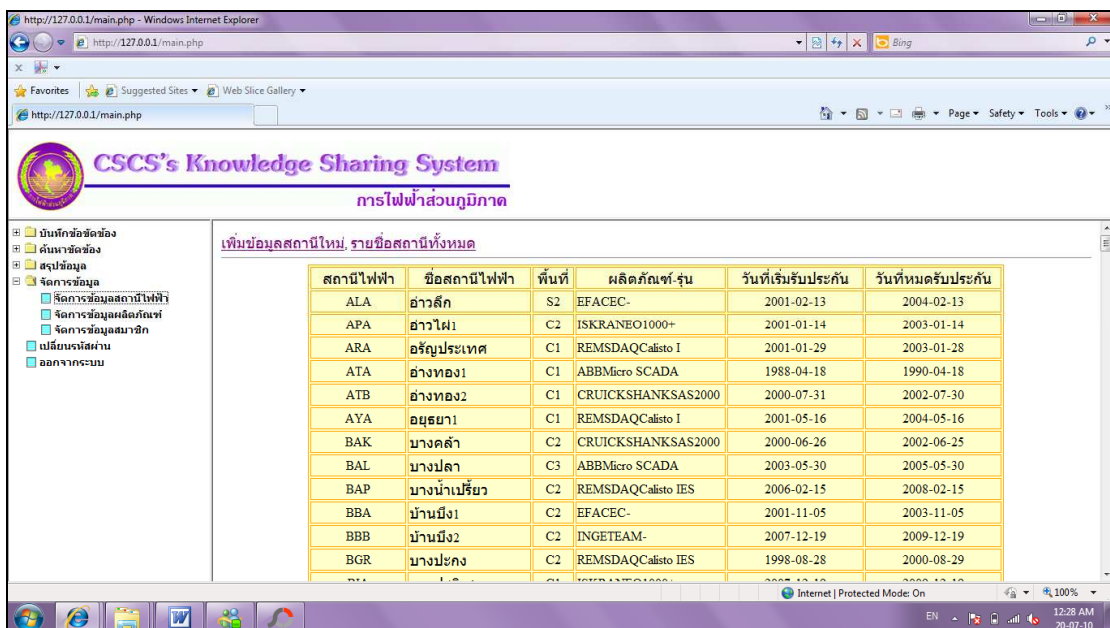 http://127.0.0.1/main.php - Windows Internet Explorer
http://127.0.0.1/main.php
Bing
Favorites Suggested Sites Web Slice Gallery
http://127.0.0.1/main.php
Page Safety Tools
CSCS's Knowledge Sharing System
การไฟฟ้าส่วนภูมิภาค
บันทึกข้อขัดข้อง
ค้นหาขัดข้อง
สรุปข้อมูล
จัดการข้อมูล
จัดการข้อมูลสถานีไฟฟ้า
จัดการข้อมูลผลิตภัณฑ์
จัดการข้อมูลสมาชิก
เปลี่ยนรหัสผ่าน
ออกจากระบบ
เพิ่มข้อมูลสถานีใหม่, รายชื่อสถานีทั้งหมด
สถานีไฟฟ้า ชื่อสถานีไฟฟ้า พื้นที่ ผลิตภัณฑ์-รุ่น วันที่เริ่มรับประกัน วันที่หมดรับประกัน
ALA อ่าวลึก S2 EFACEC- 2001-02-13 2004-02-13
APA อ่าวไผ่1 C2 ISKRANEO1000+ 2001-01-14 2003-01-14
ARA อรัญประเทศ C1 REMSDAQCalisto I 2001-01-29 2003-01-28
ATA อ่างทอง1 C1 ABBMicro SCADA 1988-04-18 1990-04-18
ATB อ่างทอง2 C1 CRUICKSHANKSAS2000 2000-07-31 2002-07-30
AYA อยุธยา1 C1 REMSDAQCalisto I 2001-05-16 2004-05-16
BAK บางคล้า C2 CRUICKSHANKSAS2000 2000-06-26 2002-06-25
BAL บางปลา C3 ABBMicro SCADA 2003-05-30 2005-05-30
BAP บางน้ำเปรี้ยว C2 REMSDAQCalisto IES 2006-02-15 2008-02-15
BBA บ้านบึง1 C2 EFACEC- 2001-11-05 2003-11-05
BBB บ้านบึง2 C2 INGETEAM- 2007-12-19 2009-12-19
BGR บางปะกง C2 REMSDAQCalisto IES 1998-08-28 2000-08-29
Internet | Protected Mode: On 100%
EN 12:28 AM
20-07-10